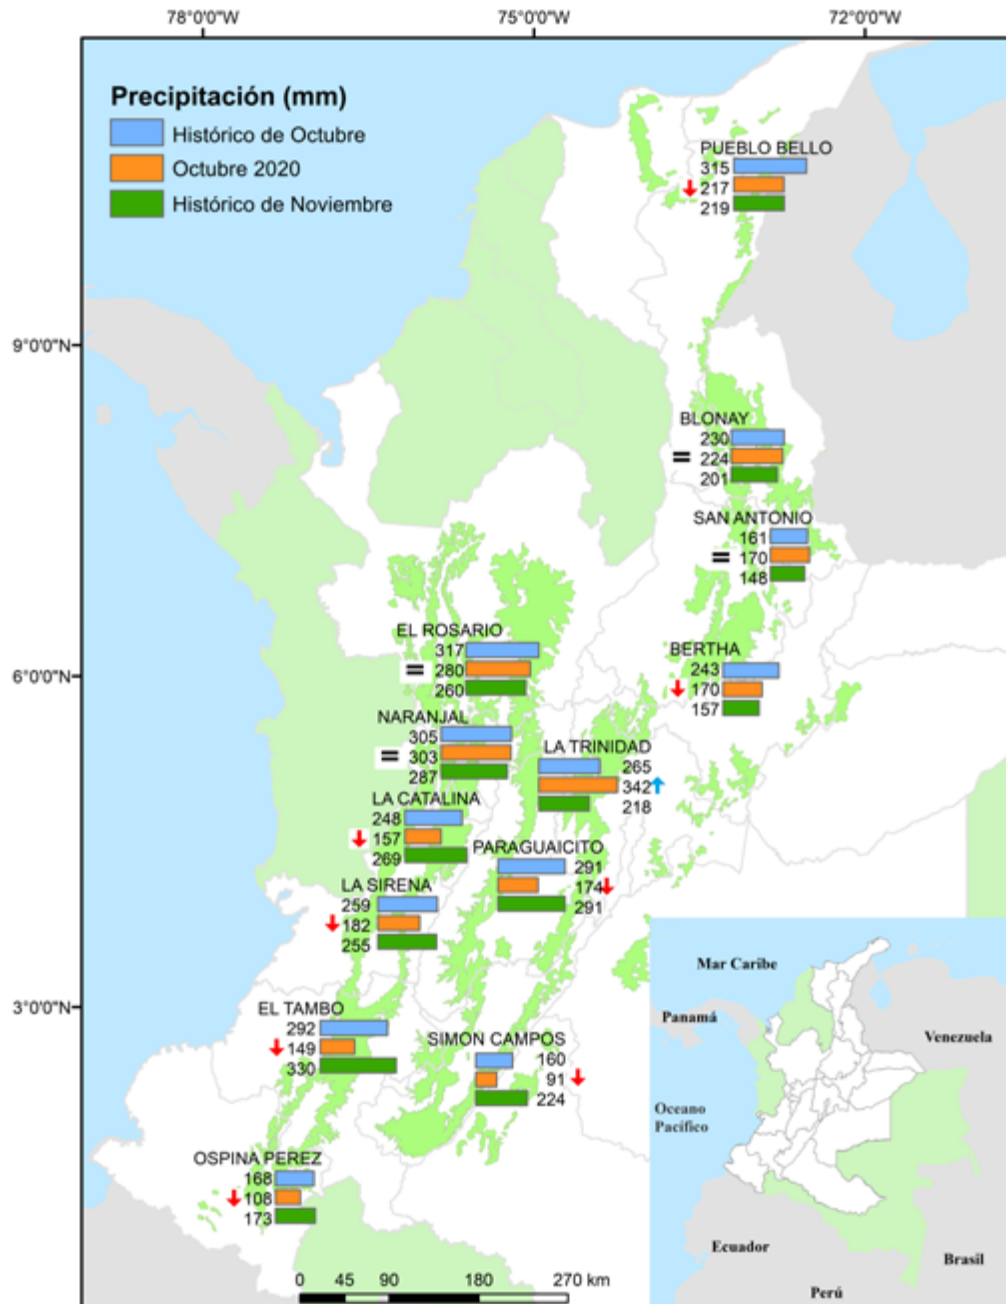 78°0'0"W 75°0'0"W 72°0'0"W
Precipitación (mm)
Histórico de Octubre
Octubre 2020
Histórico de Noviembre
PUEBLO BELLO
315
217
219
9°0'0"N
BLONAY
230
= 224
201
SAN ANTONIO
161
= 170
148
EL ROSARIO
317
= 280
260
BERTHA
243
170
157
6°0'0"N
NARANJAL
305
= 303
287
LA TRINIDAD
265
342
218
LA CATALINA
248
157
269
PARAGUAICITO
291
174
291
LA SIRENA
259
182
255
3°0'0"N
EL TAMBO
292
149
330
SIMON CAMPOS
160
91
224
OSPINA PEREZ
168
108
173
0 45 90 180 270 km
Mar Caribe
Panamá
Venezuela
Oceano
Pacífico
Ecuador
Brasil
Perú